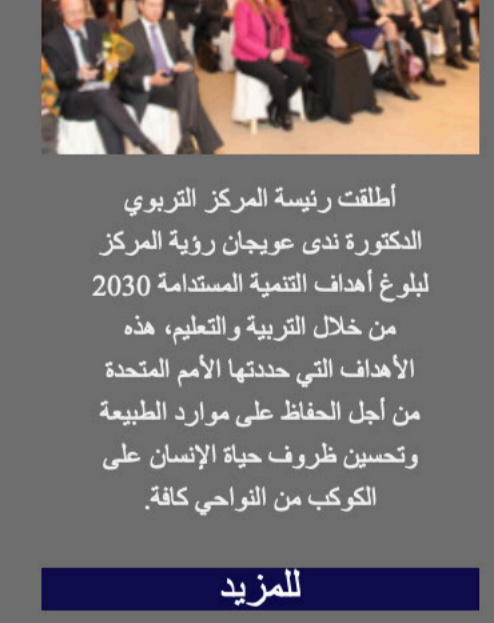 أطلقت رئيسة المركز التربوي
الدكتورة ندى عويجان رؤية المركز
لبلوغ أهداف التنمية المستدامة 2030
من خلال التربية والتعليم، هذه
الأهداف التي حددتها الأمم المتحدة
من أجل الحفاظ على موارد الطبيعة
وتحسين ظروف حياة الإنسان على
الكوكب من النواحي كافة.
للمزيد